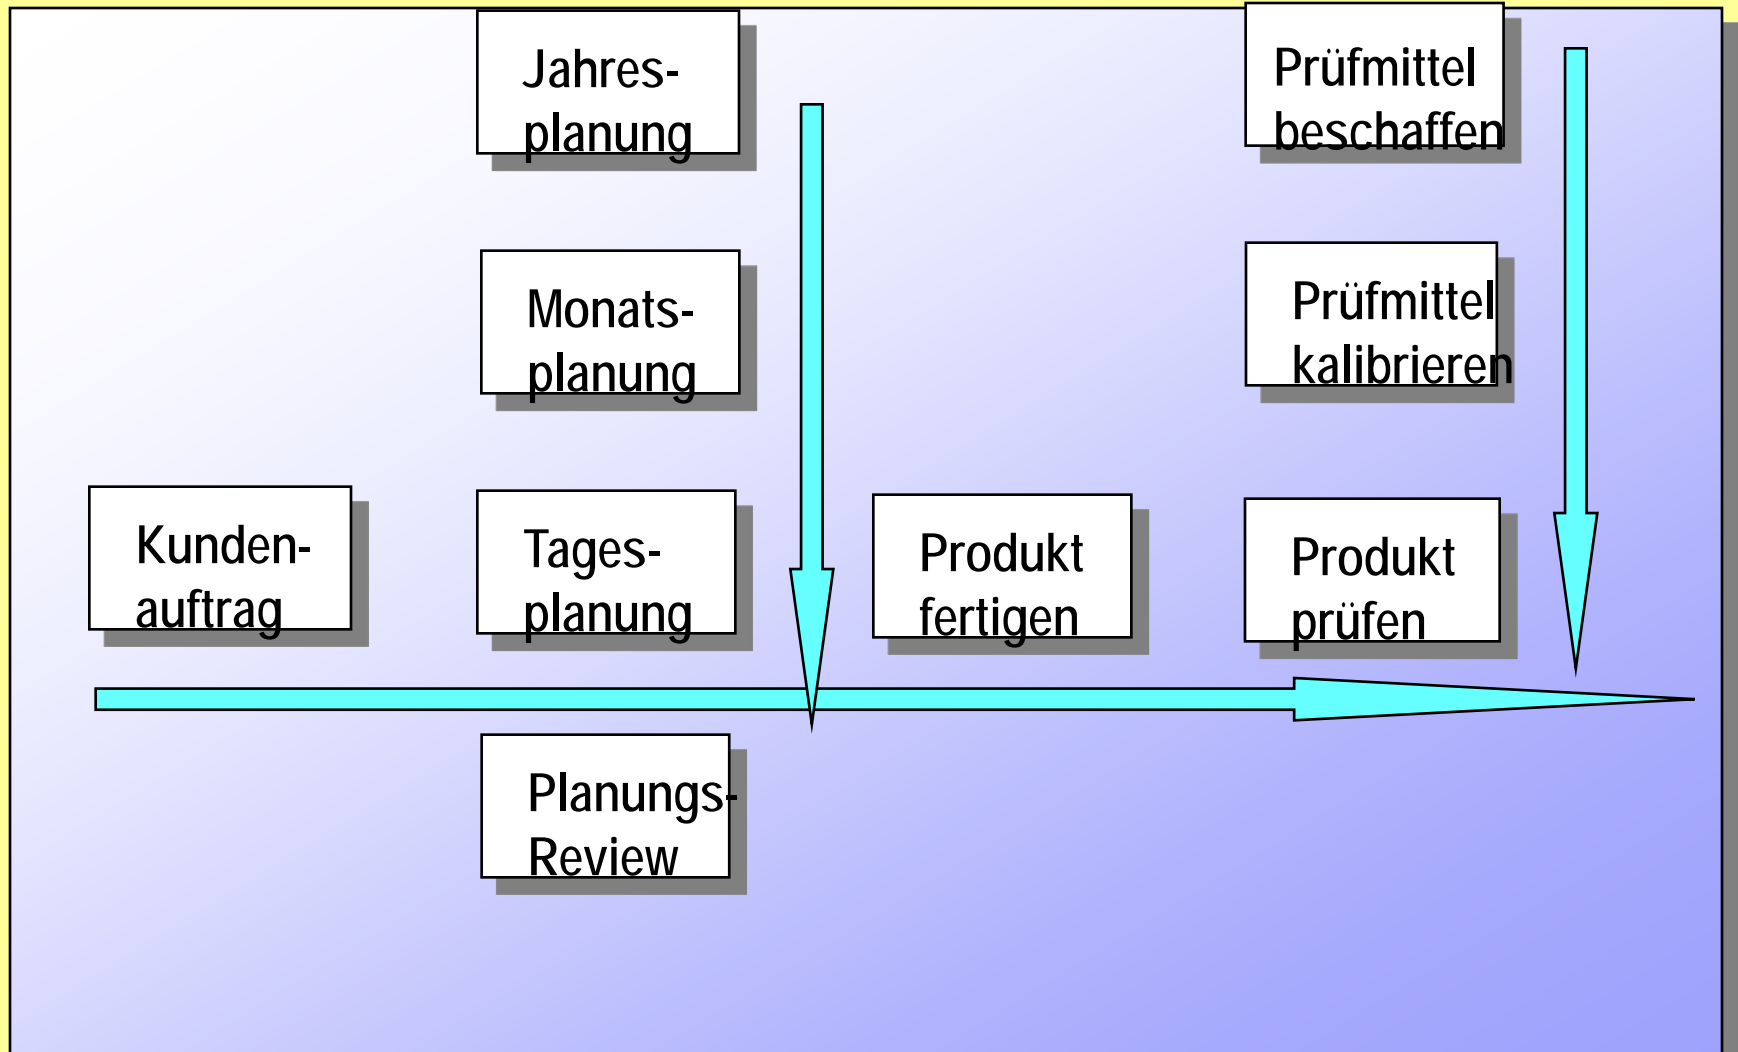 Jahres-
planung
Prüfmittel
beschaffen
Monats-
planung
Prüfmittel
kalibrieren
Kunden-
auftrag
Tages-
planung
Produkt
fertigen
Produkt
prüfen
Planungs-
Review